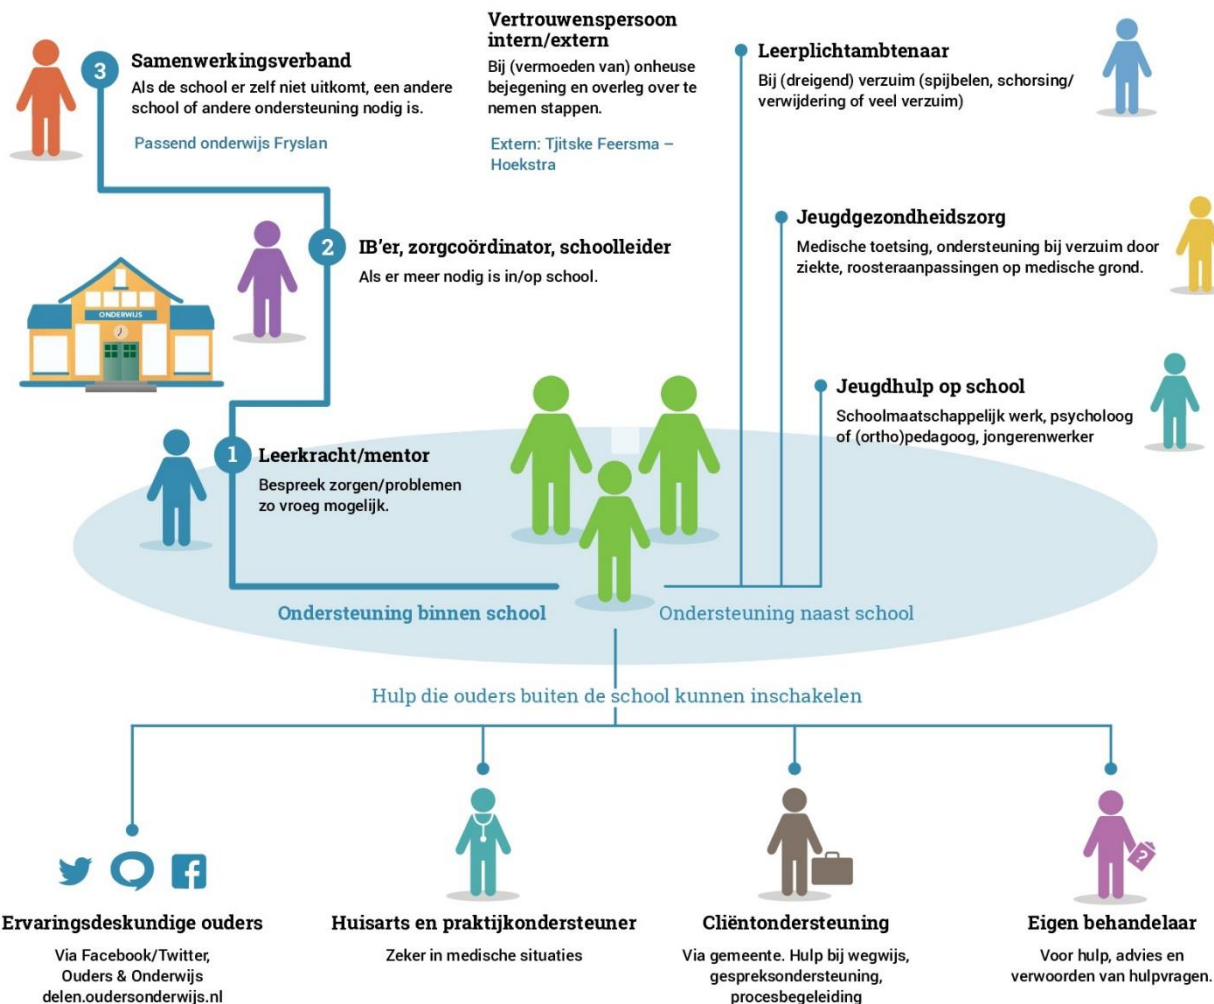 3
Samenwerkingsverband
Als de school er zelf niet uitkomt, een andere
school of andere ondersteuning nodig is.
Passend onderwijs Fryslan
Vertrouwenspersoon
intern/extern
Bij (vermoeden van) onheuse
bejegening en overleg over te
nemen stappen.
Extern: Tjitske Feersma –
Hoekstra
Leerplichtambtenaar
Bij (dreigend) verzuim (spijbelen, schorsing/
verwijdering of veel verzuim)
2
IB'er, zorgcoördinator, schoolleider
Als er meer nodig is in/op school.
Jeugdgezondheidszorg
Medische toetsing, ondersteuning bij verzuim door
ziekte, roosteraanpassingen op medische grond.
ONDERWIJS
Jeugdhulp op school
Schoolmaatschappelijk werk, psycholoog
of (ortho)pedagoog, jongerenwerker
1
Leerkracht/mentor
Bespreek zorgen/problemen
zo vroeg mogelijk.
Ondersteuning binnen school
Ondersteuning naast school
Hulp die ouders buiten de school kunnen inschakelen
?
Ervaringsdeskundige ouders
Via Facebook/Twitter,
Ouders & Onderwijs
delen.oudersonderwijs.nl
Huisarts en praktijkondersteuner
Zeker in medische situaties
Cliëntondersteuning
Via gemeente. Hulp bij wegwijs,
gespreksondersteuning,
procesbegeleiding
Eigen behandelaar
Voor hulp, advies en
verwoorden van hulpvragen.